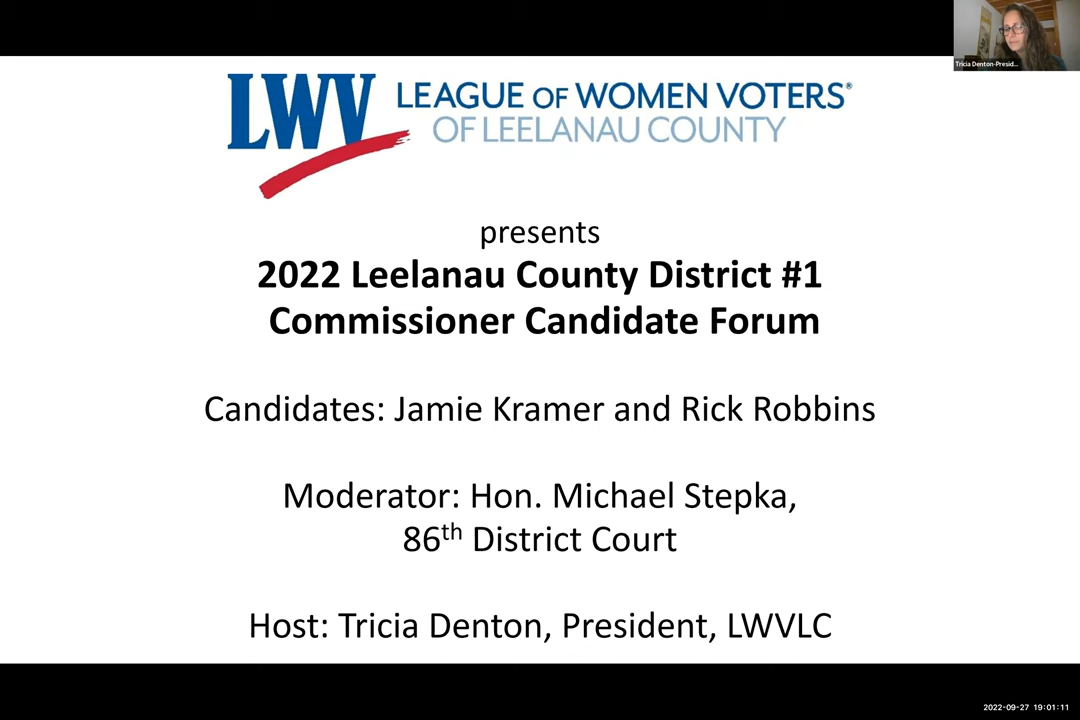 Tricia Denton-Presid...
LWV LEAGUE OF WOMEN VOTERS®
OF LEELANAU COUNTY
presents
2022 Leelanau County District #1
Commissioner Candidate Forum
Candidates: Jamie Kramer and Rick Robbins
Moderator: Hon. Michael Stepka,
86th District Court
Host: Tricia Denton, President, LWVLC
2022-09-27 19:01:11